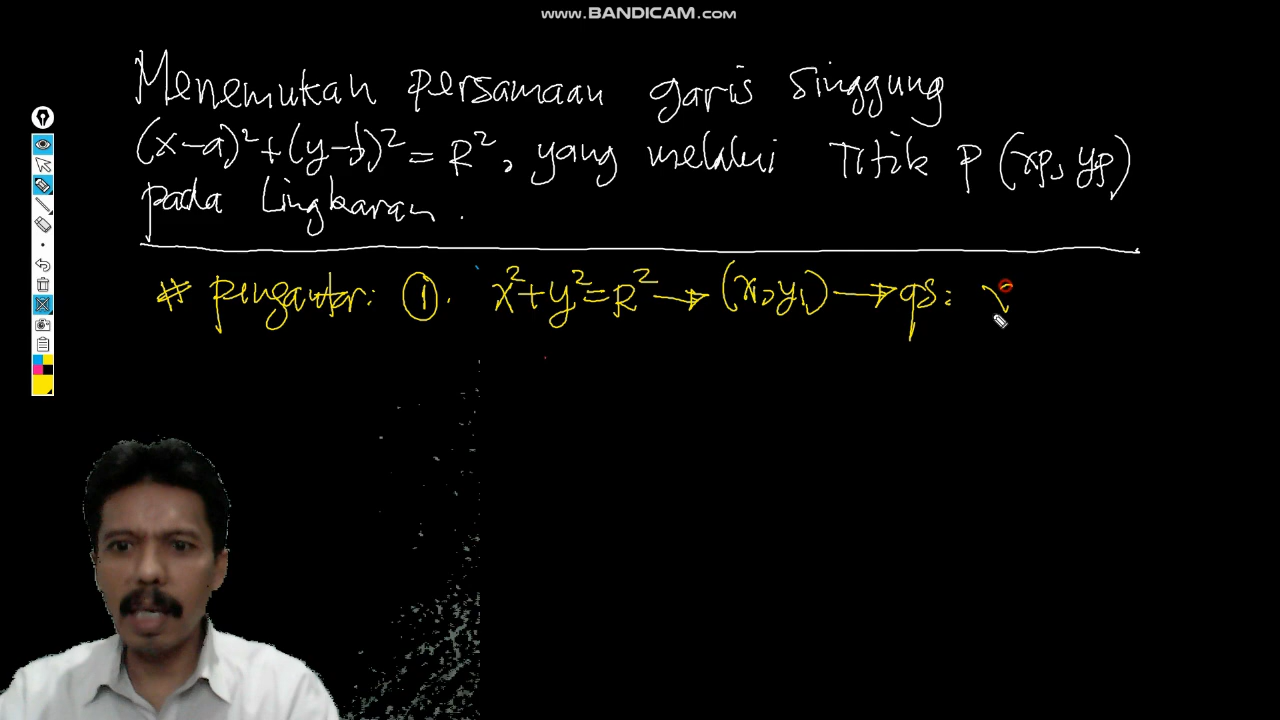 www.BANDICAM.com
Menemukan persamaan garis singgung
(x-a)²+(y-b)² = R², yang melalui Titik P (xp, yp)
pada Lingkaran.
# pengantar: ①. x²+y²=R² → (x₁,y₁) → gs: